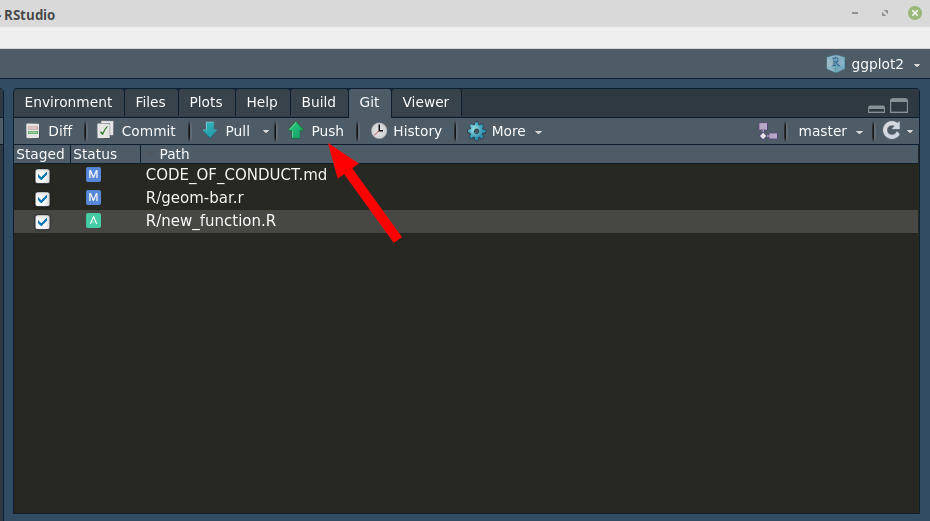 RStudio
ggplot2
Environment Files Plots Help Build Git Viewer
Diff Commit Pull Push History More master
Staged Status Path
M CODE_OF_CONDUCT.md
M R/geom-bar.r
A R/new_function.R